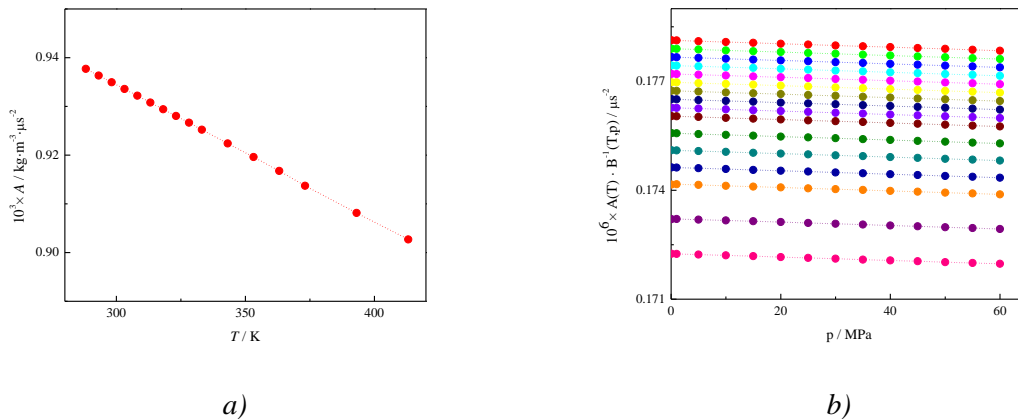 0.94
0.92
0.90
10³× A / kg·m⁻³·μs⁻²
300
350
400
T / K
a)
0.177
0.174
0.171
10⁶× A(T) · B⁻¹(T,p) / μs⁻²
0
20
40
60
p / MPa
b)